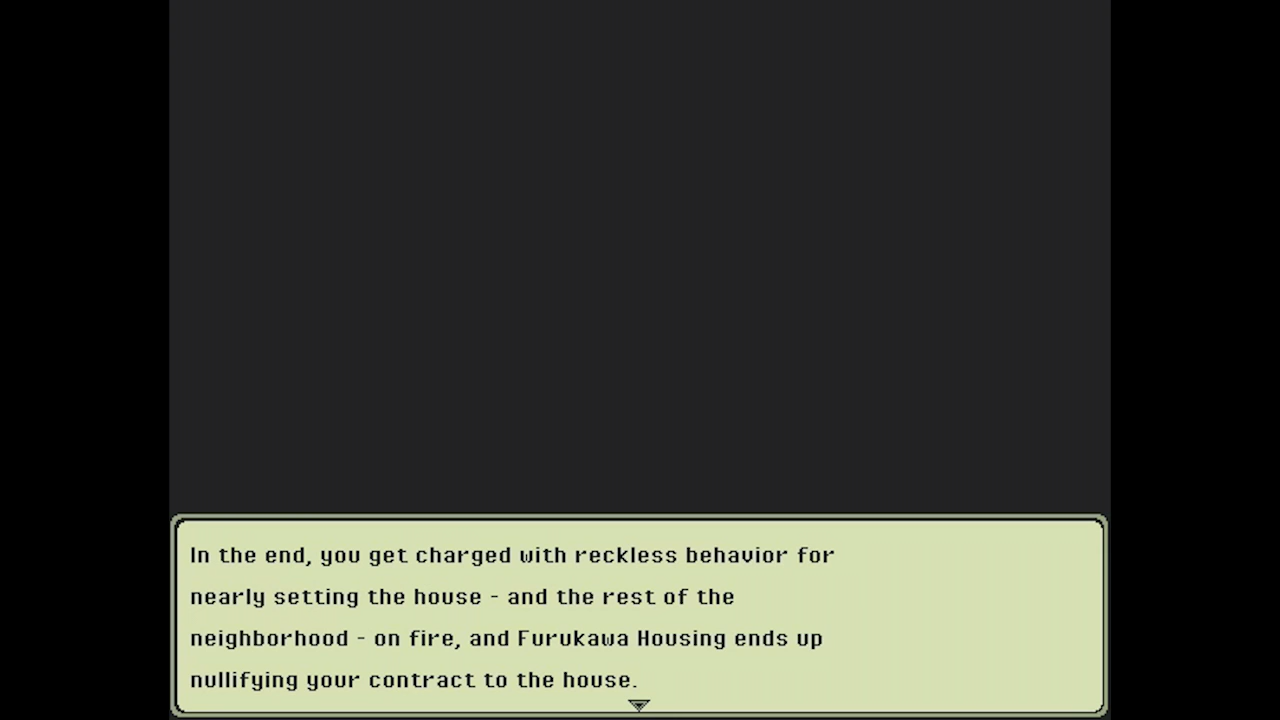 In the end, you get charged with reckless behavior for
nearly setting the house - and the rest of the
neighborhood - on fire, and Furukawa Housing ends up
nullifying your contract to the house.